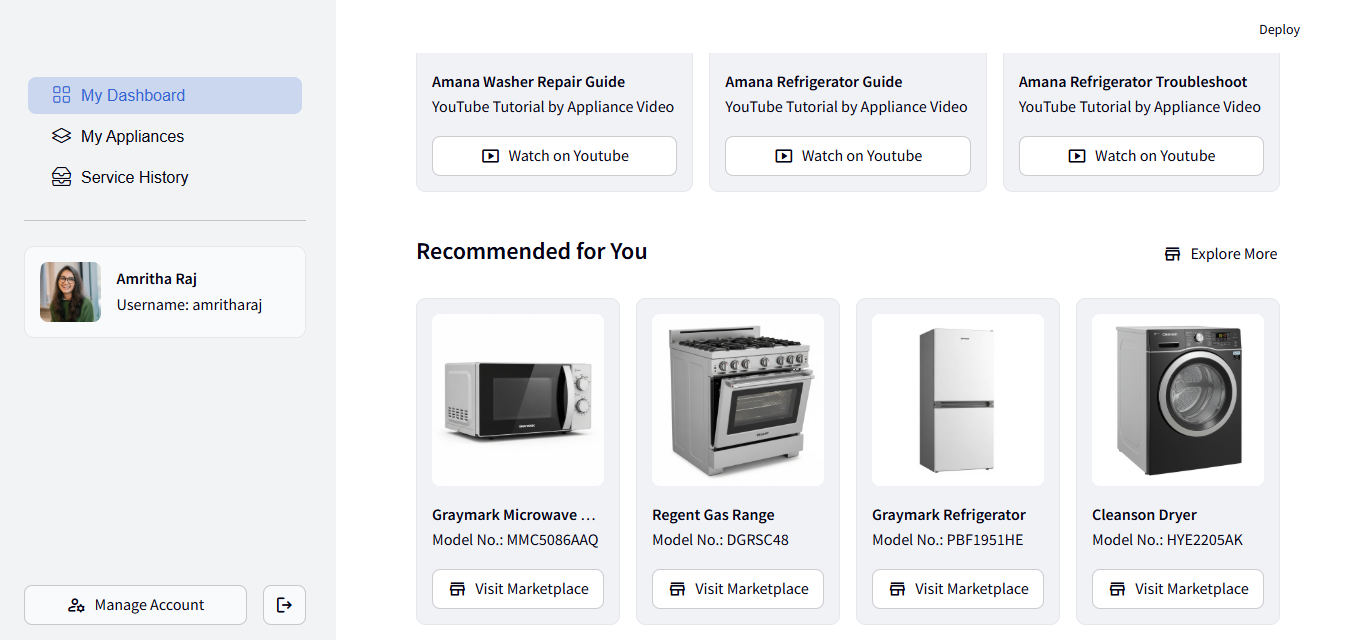 Deploy
My Dashboard
My Appliances
Service History
Amritha Raj
Username: amritharaj
Manage Account
Amana Washer Repair Guide
YouTube Tutorial by Appliance Video
Watch on Youtube
Amana Refrigerator Guide
YouTube Tutorial by Appliance Video
Watch on Youtube
Amana Refrigerator Troubleshoot
YouTube Tutorial by Appliance Video
Watch on Youtube
Recommended for You
Explore More
Graymark Microwave ...
Model No.: MMC5086AAQ
Visit Marketplace
Regent Gas Range
Model No.: DGRSC48
Visit Marketplace
Graymark Refrigerator
Model No.: PBF1951HE
Visit Marketplace
Cleanson Dryer
Model No.: HYE2205AK
Visit Marketplace